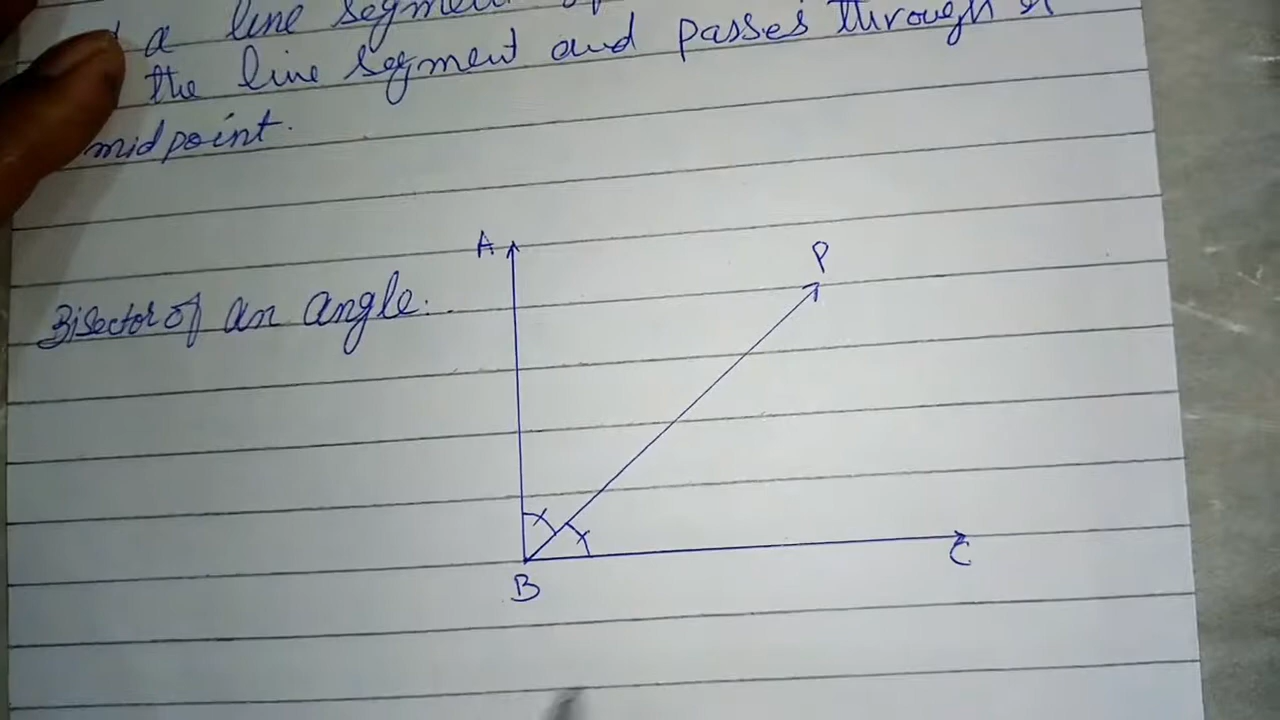 a line segment
the line segment and passes through
midpoint.
Bisector of an angle.
A
P
B
C